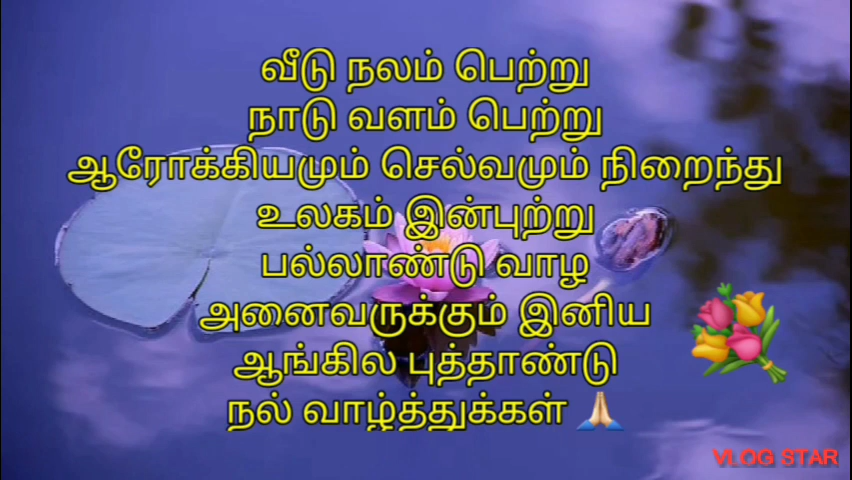 வீடு நலம் பெற்று
நாடு வளம் பெற்று
ஆரோக்கியமும் செல்வமும் நிறைந்து
உலகம் இன்புற்று
பல்லாண்டு வாழ
அனைவருக்கும் இனிய
ஆங்கில புத்தாண்டு
நல் வாழ்த்துக்கள் 🙏🏻
VLOG STAR